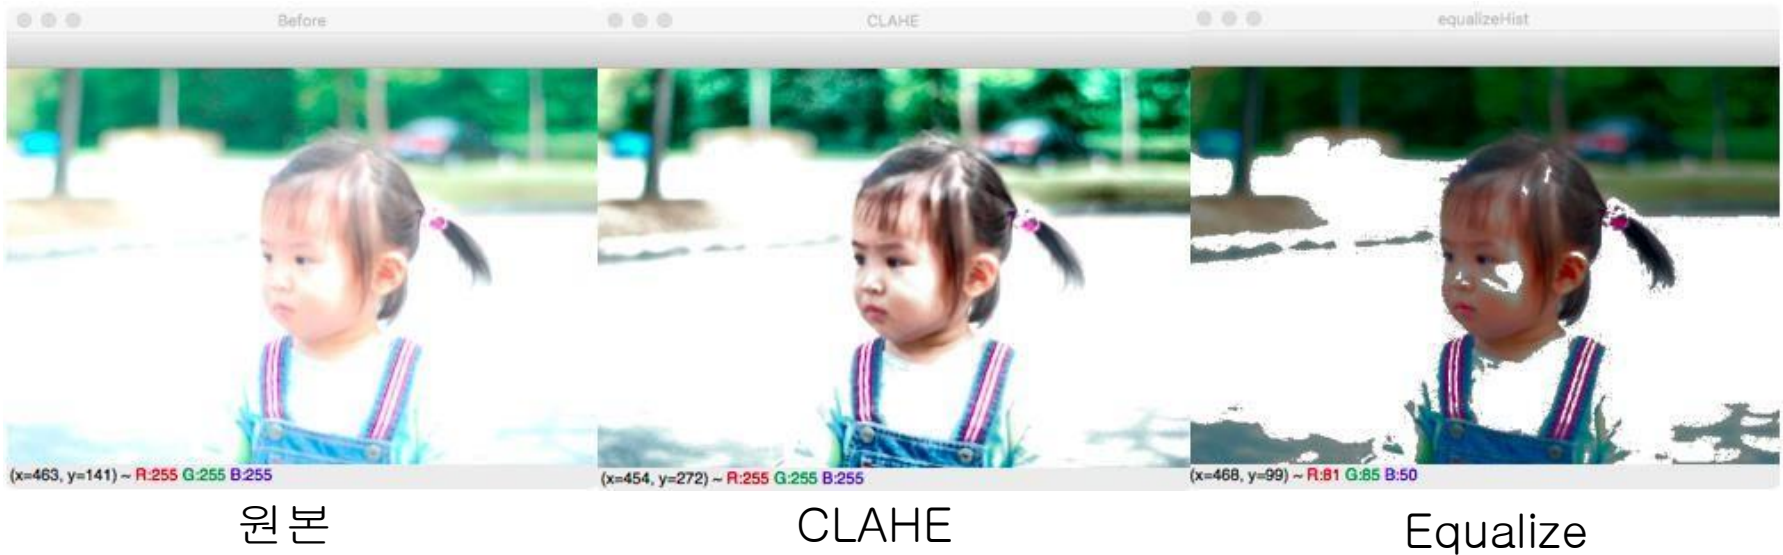 Before
CLAHE
equalizeHist
(x=463, y=141) ~ R:255 G:255 B:255
(x=454, y=272) ~ R:255 G:255 B:255
(x=468, y=99) ~ R:81 G:85 B:50
원본
CLAHE
Equalize